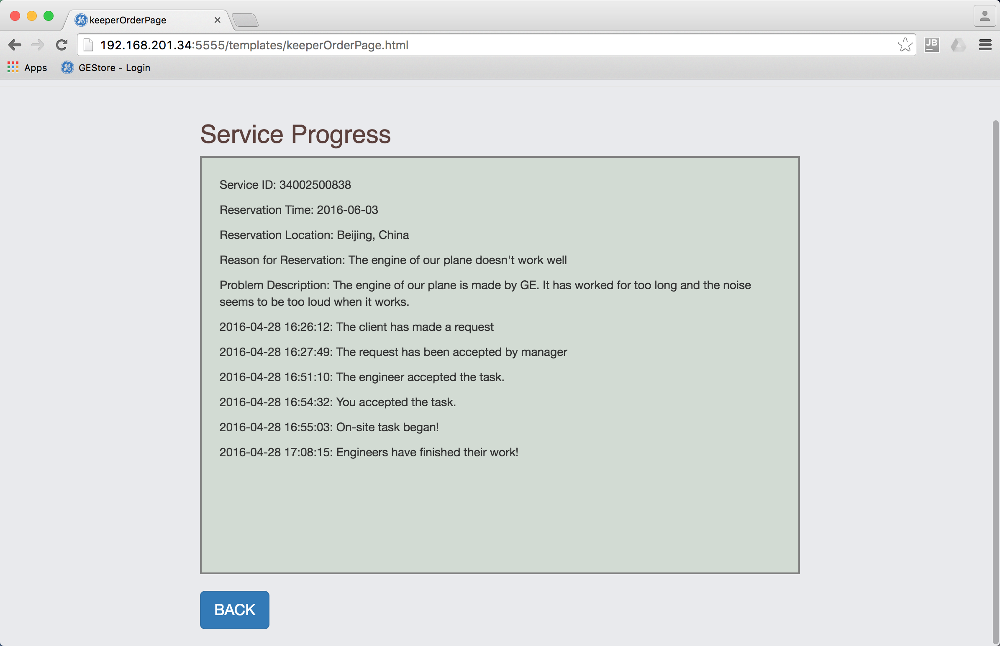 keeperOrderPage
192.168.201.34:5555/templates/keeperOrderPage.html
JB
Apps
GEStore - Login
Service Progress
Service ID: 34002500838
Reservation Time: 2016-06-03
Reservation Location: Beijing, China
Reason for Reservation: The engine of our plane doesn't work well
Problem Description: The engine of our plane is made by GE. It has worked for too long and the noise
seems to be too loud when it works.
2016-04-28 16:26:12: The client has made a request
2016-04-28 16:27:49: The request has been accepted by manager
2016-04-28 16:51:10: The engineer accepted the task.
2016-04-28 16:54:32: You accepted the task.
2016-04-28 16:55:03: On-site task began!
2016-04-28 17:08:15: Engineers have finished their work!
BACK